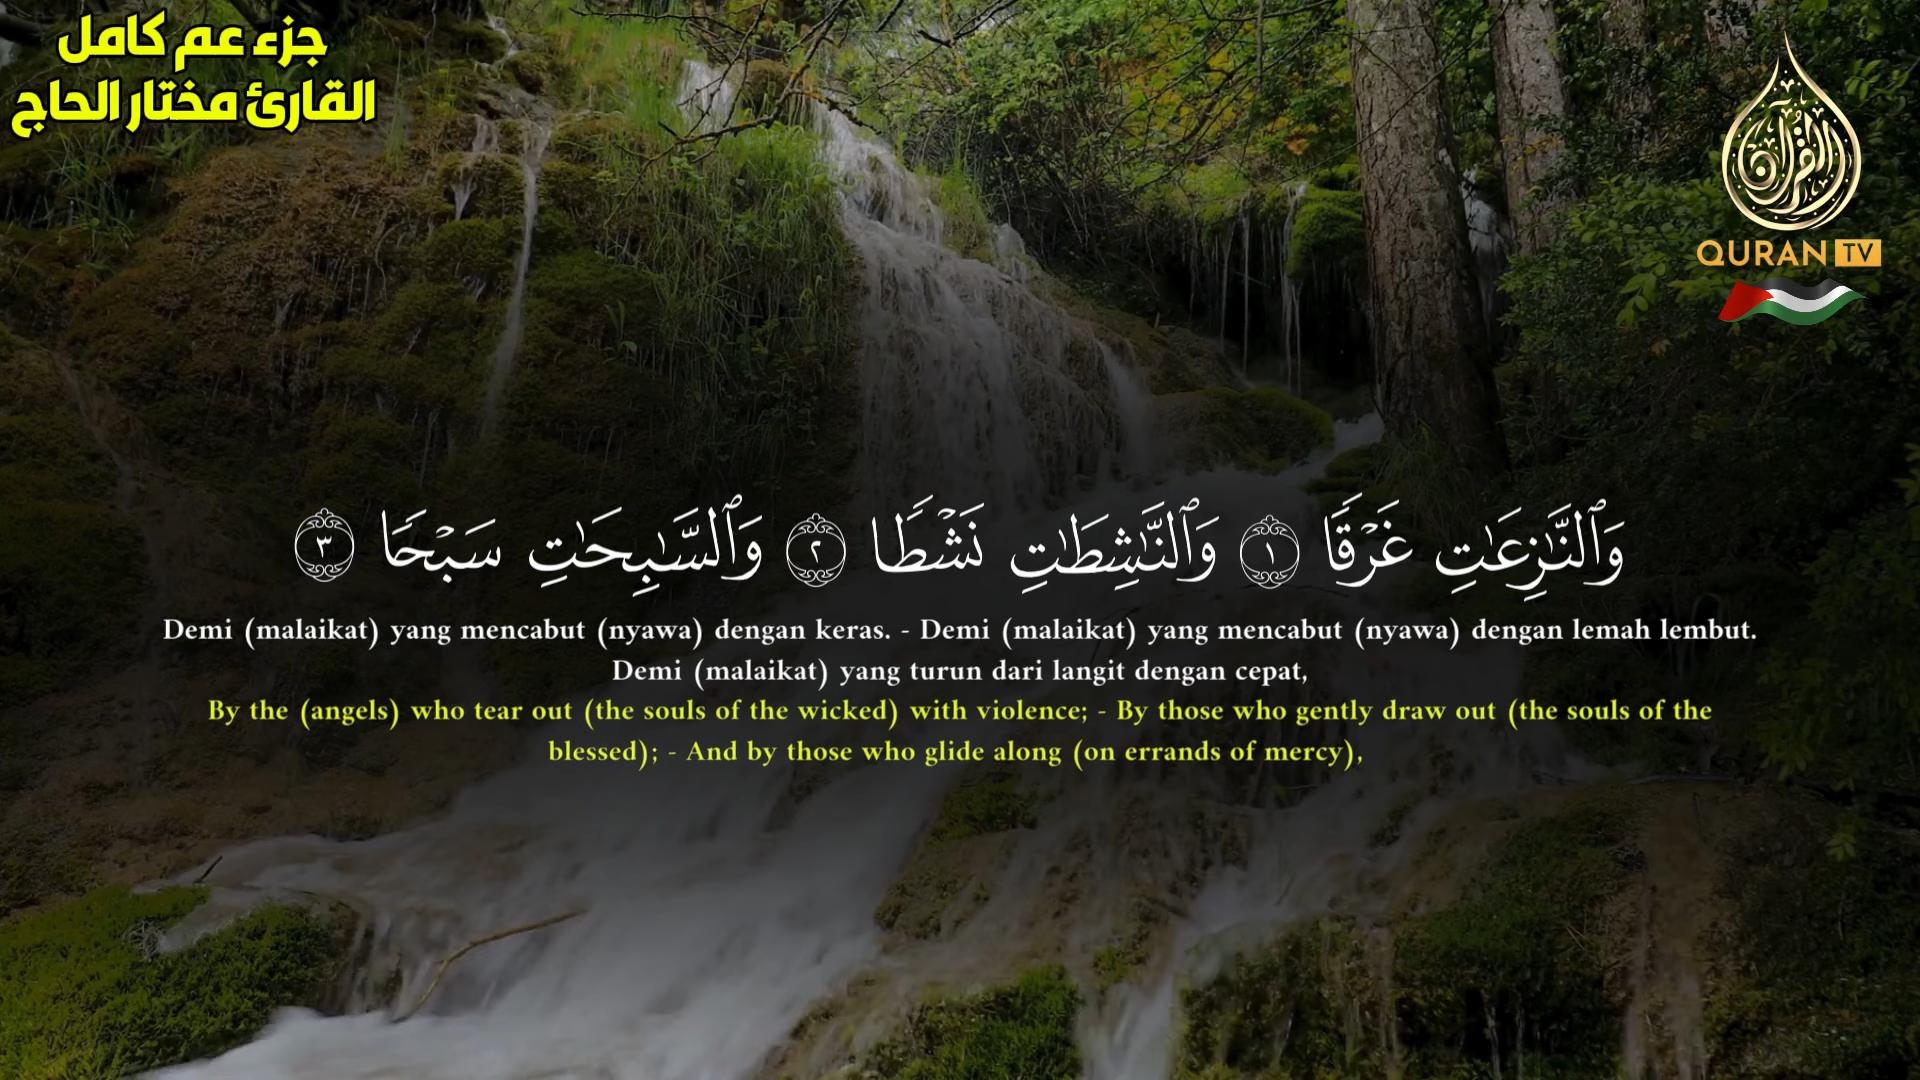 جزء عم كامل
القارئ مختار الحاج
القرآن
QURAN TV
وَٱلنَّـٰزِعَـٰتِ غَرْقًا ١ وَٱلنَّـٰشِطَـٰتِ نَشْطًا ٢ وَٱلسَّـٰبِحَـٰتِ سَبْحًا ٣
Demi (malaikat) yang mencabut (nyawa) dengan keras. - Demi (malaikat) yang mencabut (nyawa) dengan lemah lembut.
Demi (malaikat) yang turun dari langit dengan cepat,
By the (angels) who tear out (the souls of the wicked) with violence; - By those who gently draw out (the souls of the
blessed); - And by those who glide along (on errands of mercy),